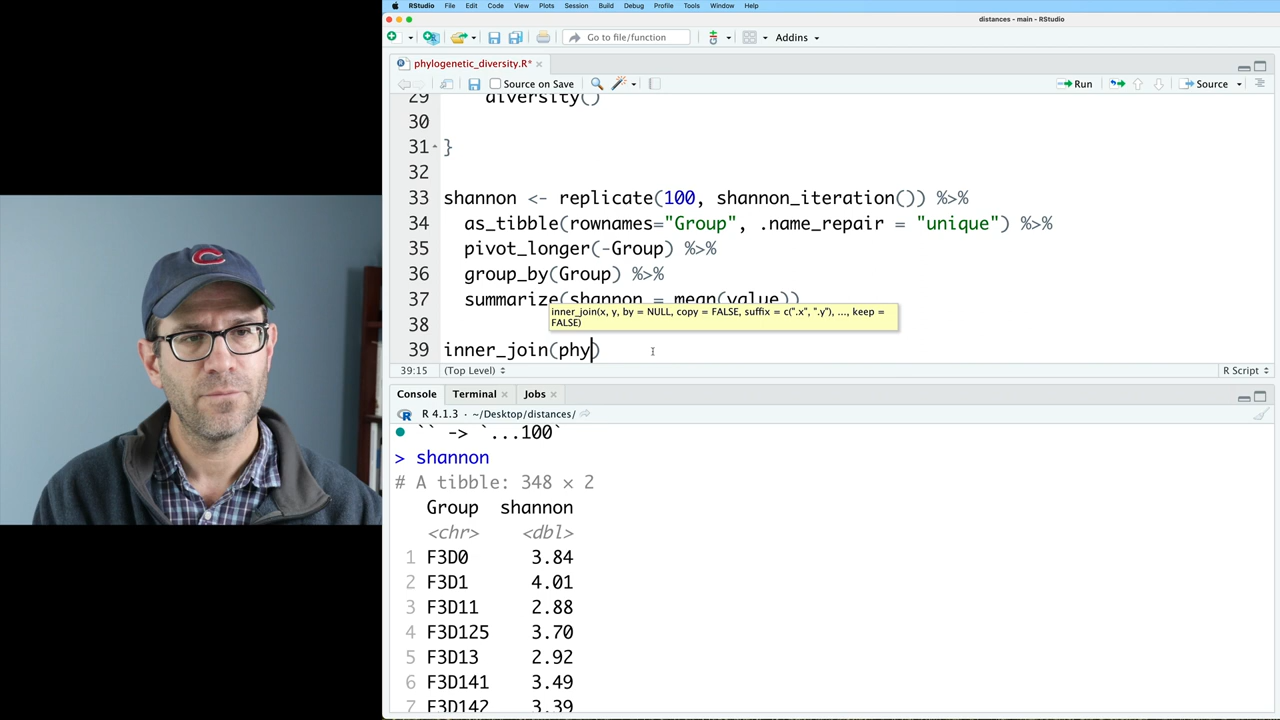 RStudio File Edit Code View Plots Session Build Debug Profile Tools Window Help
distances - main - RStudio
Go to file/function Addins
phylogenetic_diversity.R*
Source on Save Run Source
29 diversity()
30
31 }
32
33 shannon <- replicate(100, shannon_iteration()) %>%
34 as_tibble(rownames="Group", .name_repair = "unique") %>%
35 pivot_longer(-Group) %>%
36 group_by(Group) %>%
37 summarize(shannon = mean(value))
inner_join(x, y, by = NULL, copy = FALSE, suffix = c(".x", ".y"), ..., keep =
FALSE)
38
39 inner_join(phy)
39:15 (Top Level) R Script
Console Terminal Jobs
R 4.1.3 · ~/Desktop/distances/
`` -> `...100`
> shannon
# A tibble: 348 × 2
Group shannon
<chr> <dbl>
1 F3D0 3.84
2 F3D1 4.01
3 F3D11 2.88
4 F3D125 3.70
5 F3D13 2.92
6 F3D141 3.49
7 F3D142 3.39